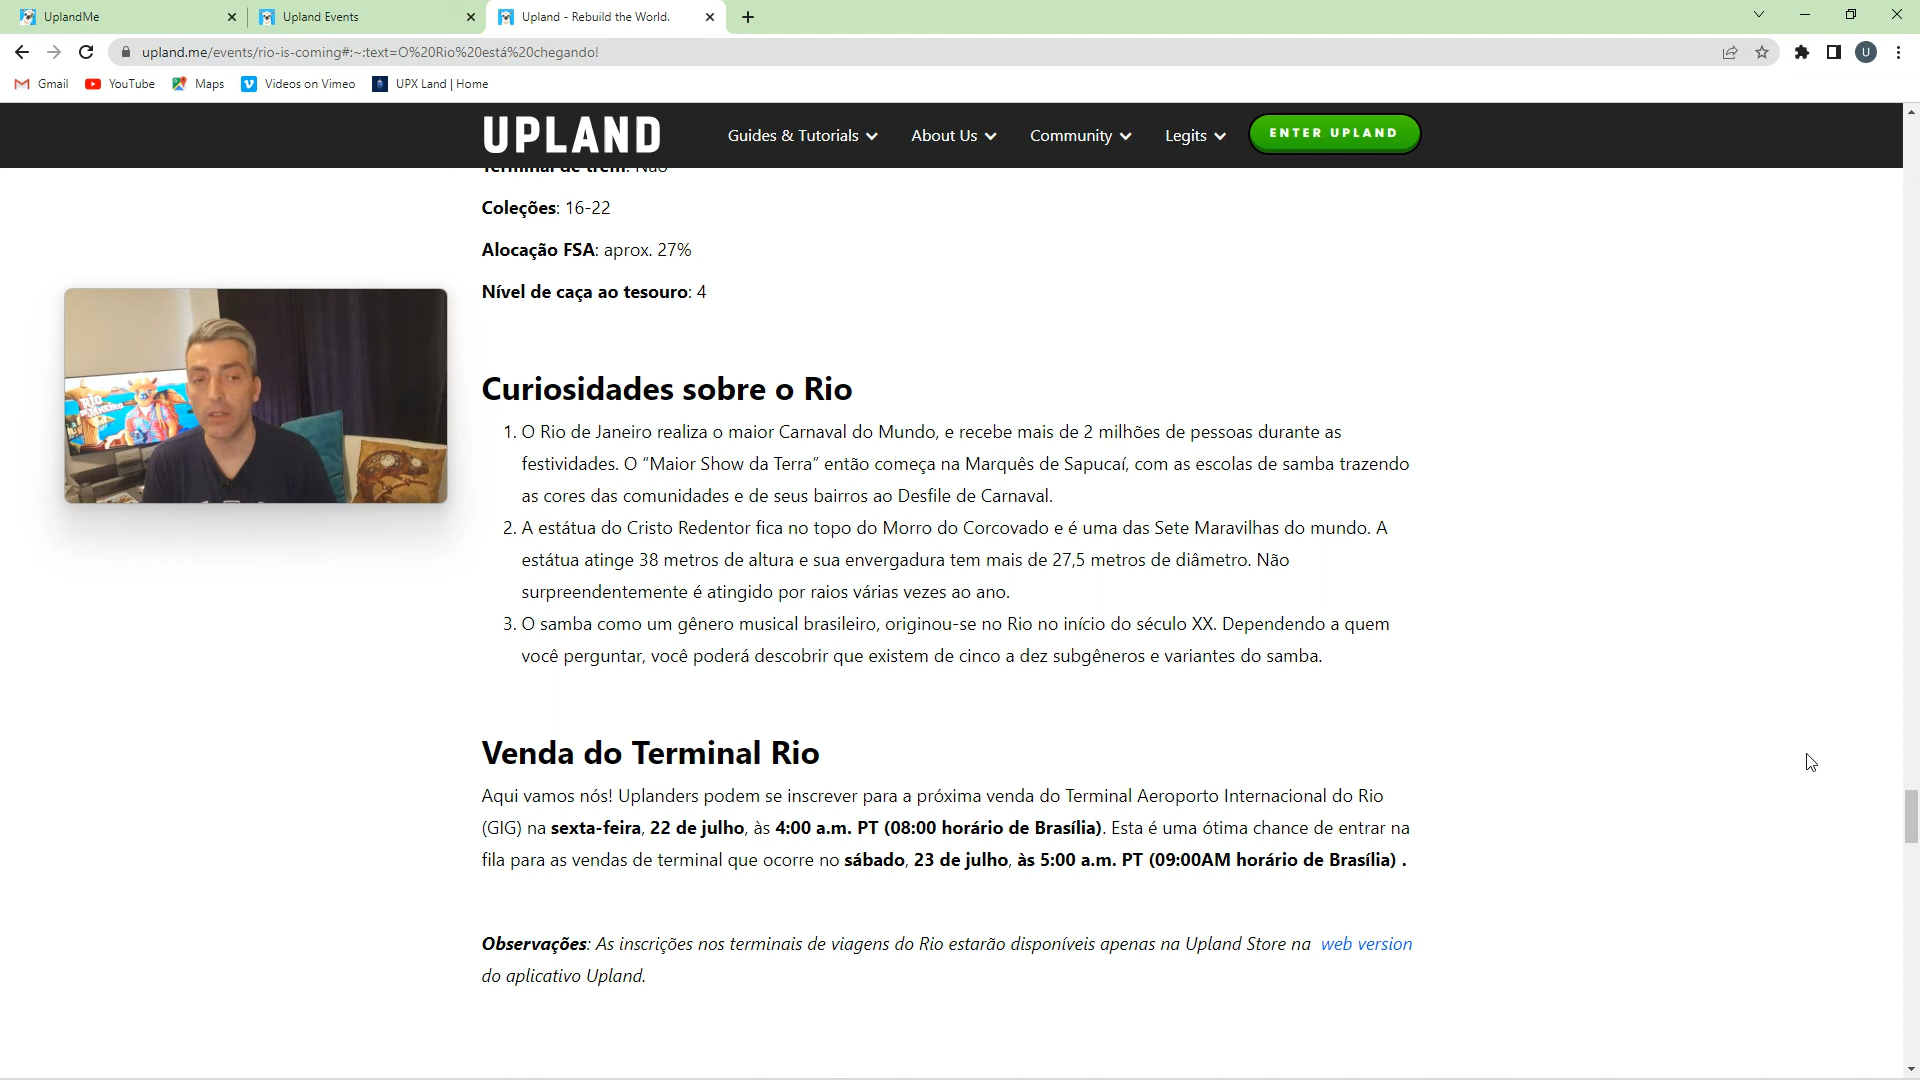 UplandMe
Upland Events
Upland - Rebuild the World.
upland.me/events/rio-is-coming#:~:text=O%20Rio%20está%20chegando!
U
Gmail
YouTube
Maps
Videos on Vimeo
UPX Land | Home
UPLAND
Guides & Tutorials
About Us
Community
Legits
ENTER UPLAND
Terminal de trem: Não
Coleções: 16-22
Alocação FSA: aprox. 27%
Nível de caça ao tesouro: 4
RIO
DE JANEIRO
Curiosidades sobre o Rio
1. O Rio de Janeiro realiza o maior Carnaval do Mundo, e recebe mais de 2 milhões de pessoas durante as
festividades. O “Maior Show da Terra” então começa na Marquês de Sapucaí, com as escolas de samba trazendo
as cores das comunidades e de seus bairros ao Desfile de Carnaval.
2. A estátua do Cristo Redentor fica no topo do Morro do Corcovado e é uma das Sete Maravilhas do mundo. A
estátua atinge 38 metros de altura e sua envergadura tem mais de 27,5 metros de diâmetro. Não
surpreendentemente é atingido por raios várias vezes ao ano.
3. O samba como um gênero musical brasileiro, originou-se no Rio no início do século XX. Dependendo a quem
você perguntar, você poderá descobrir que existem de cinco a dez subgêneros e variantes do samba.
Venda do Terminal Rio
Aqui vamos nós! Uplanders podem se inscrever para a próxima venda do Terminal Aeroporto Internacional do Rio
(GIG) na sexta-feira, 22 de julho, às 4:00 a.m. PT (08:00 horário de Brasília). Esta é uma ótima chance de entrar na
fila para as vendas de terminal que ocorre no sábado, 23 de julho, às 5:00 a.m. PT (09:00AM horário de Brasília) .
Observações: As inscrições nos terminais de viagens do Rio estarão disponíveis apenas na Upland Store na web version
do aplicativo Upland.